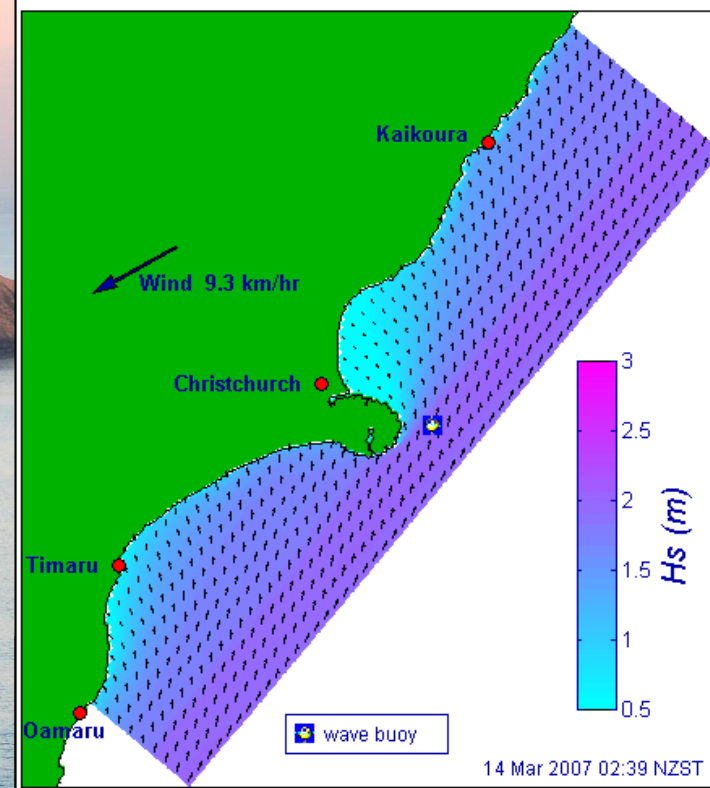 Kaikoura
Wind 9.3 km/hr
Christchurch
3
2.5
2
1.5
1
0.5
Hs (m)
Timaru
Oamaru
wave buoy
14 Mar 2007 02:39 NZST